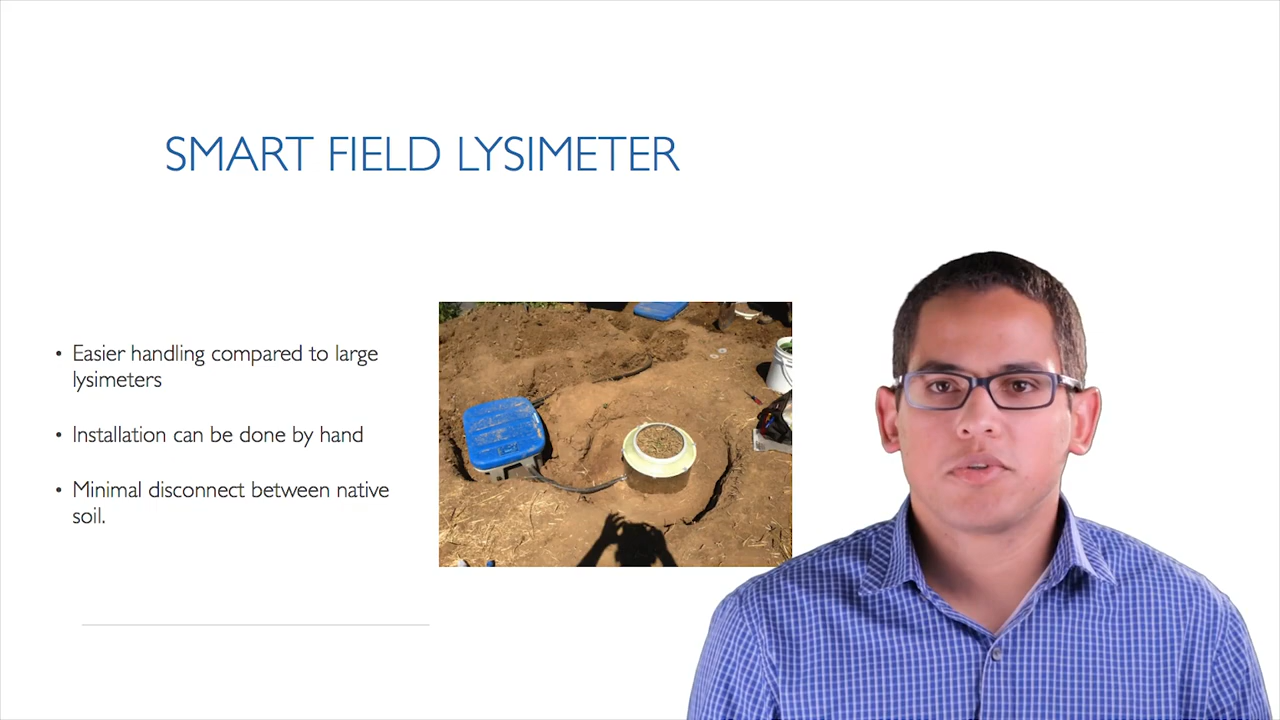 SMART FIELD LYSIMETER
• Easier handling compared to large
lysimeters
• Installation can be done by hand
• Minimal disconnect between native
soil.